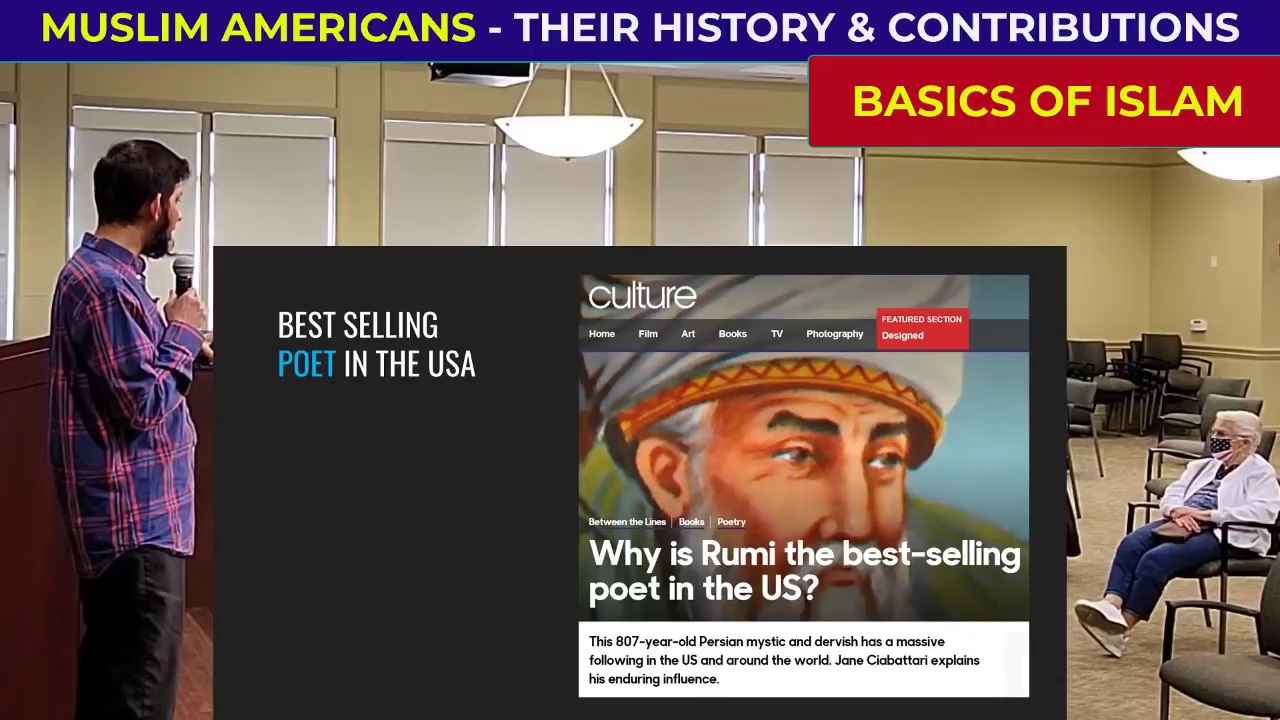 MUSLIM AMERICANS - THEIR HISTORY & CONTRIBUTIONS
BASICS OF ISLAM
BEST SELLING
POET IN THE USA
culture
Home Film Art Books TV Photography
FEATURED SECTION
Designed
Between the Lines | Books | Poetry
Why is Rumi the best-selling
poet in the US?
This 807-year-old Persian mystic and dervish has a massive
following in the US and around the world. Jane Ciabattari explains
his enduring influence.